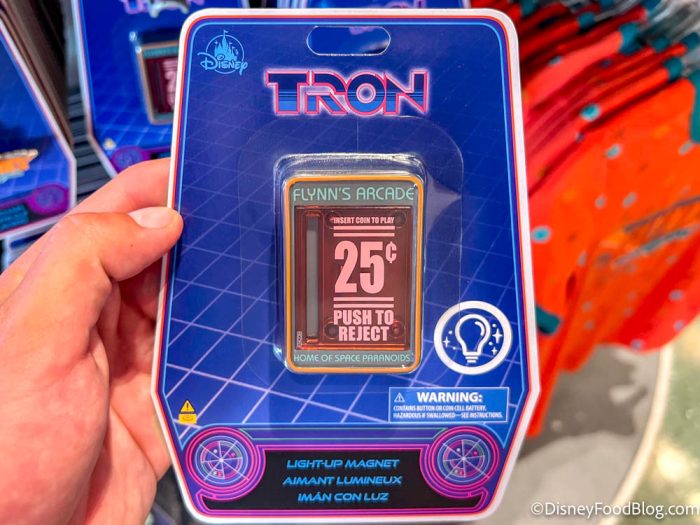 Disney
TRON
FLYNN'S ARCADE
INSERT COIN TO PLAY
25¢
PUSH TO
REJECT
HOME OF SPACE PARANOIDS
WARNING:
CONTAINS BUTTON OR COIN CELL BATTERY.
HAZARDOUS IF SWALLOWED—SEE INSTRUCTIONS.
LIGHT-UP MAGNET
AIMANT LUMINEUX
IMÁN CON LUZ
©DisneyFoodBlog.com